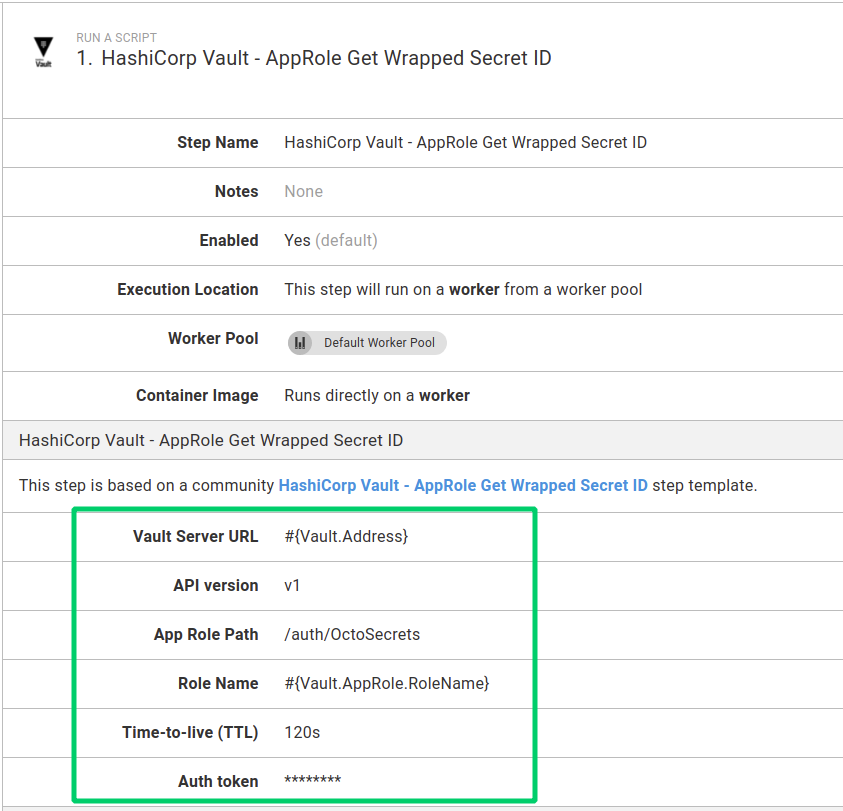 RUN A SCRIPT
Vault
1. HashiCorp Vault - AppRole Get Wrapped Secret ID
Step Name HashiCorp Vault - AppRole Get Wrapped Secret ID
Notes None
Enabled Yes (default)
Execution Location This step will run on a worker from a worker pool
Worker Pool Default Worker Pool
Container Image Runs directly on a worker
HashiCorp Vault - AppRole Get Wrapped Secret ID
This step is based on a community HashiCorp Vault - AppRole Get Wrapped Secret ID step template.
Vault Server URL #{Vault.Address}
API version v1
App Role Path /auth/OctoSecrets
Role Name #{Vault.AppRole.RoleName}
Time-to-live (TTL) 120s
Auth token ********